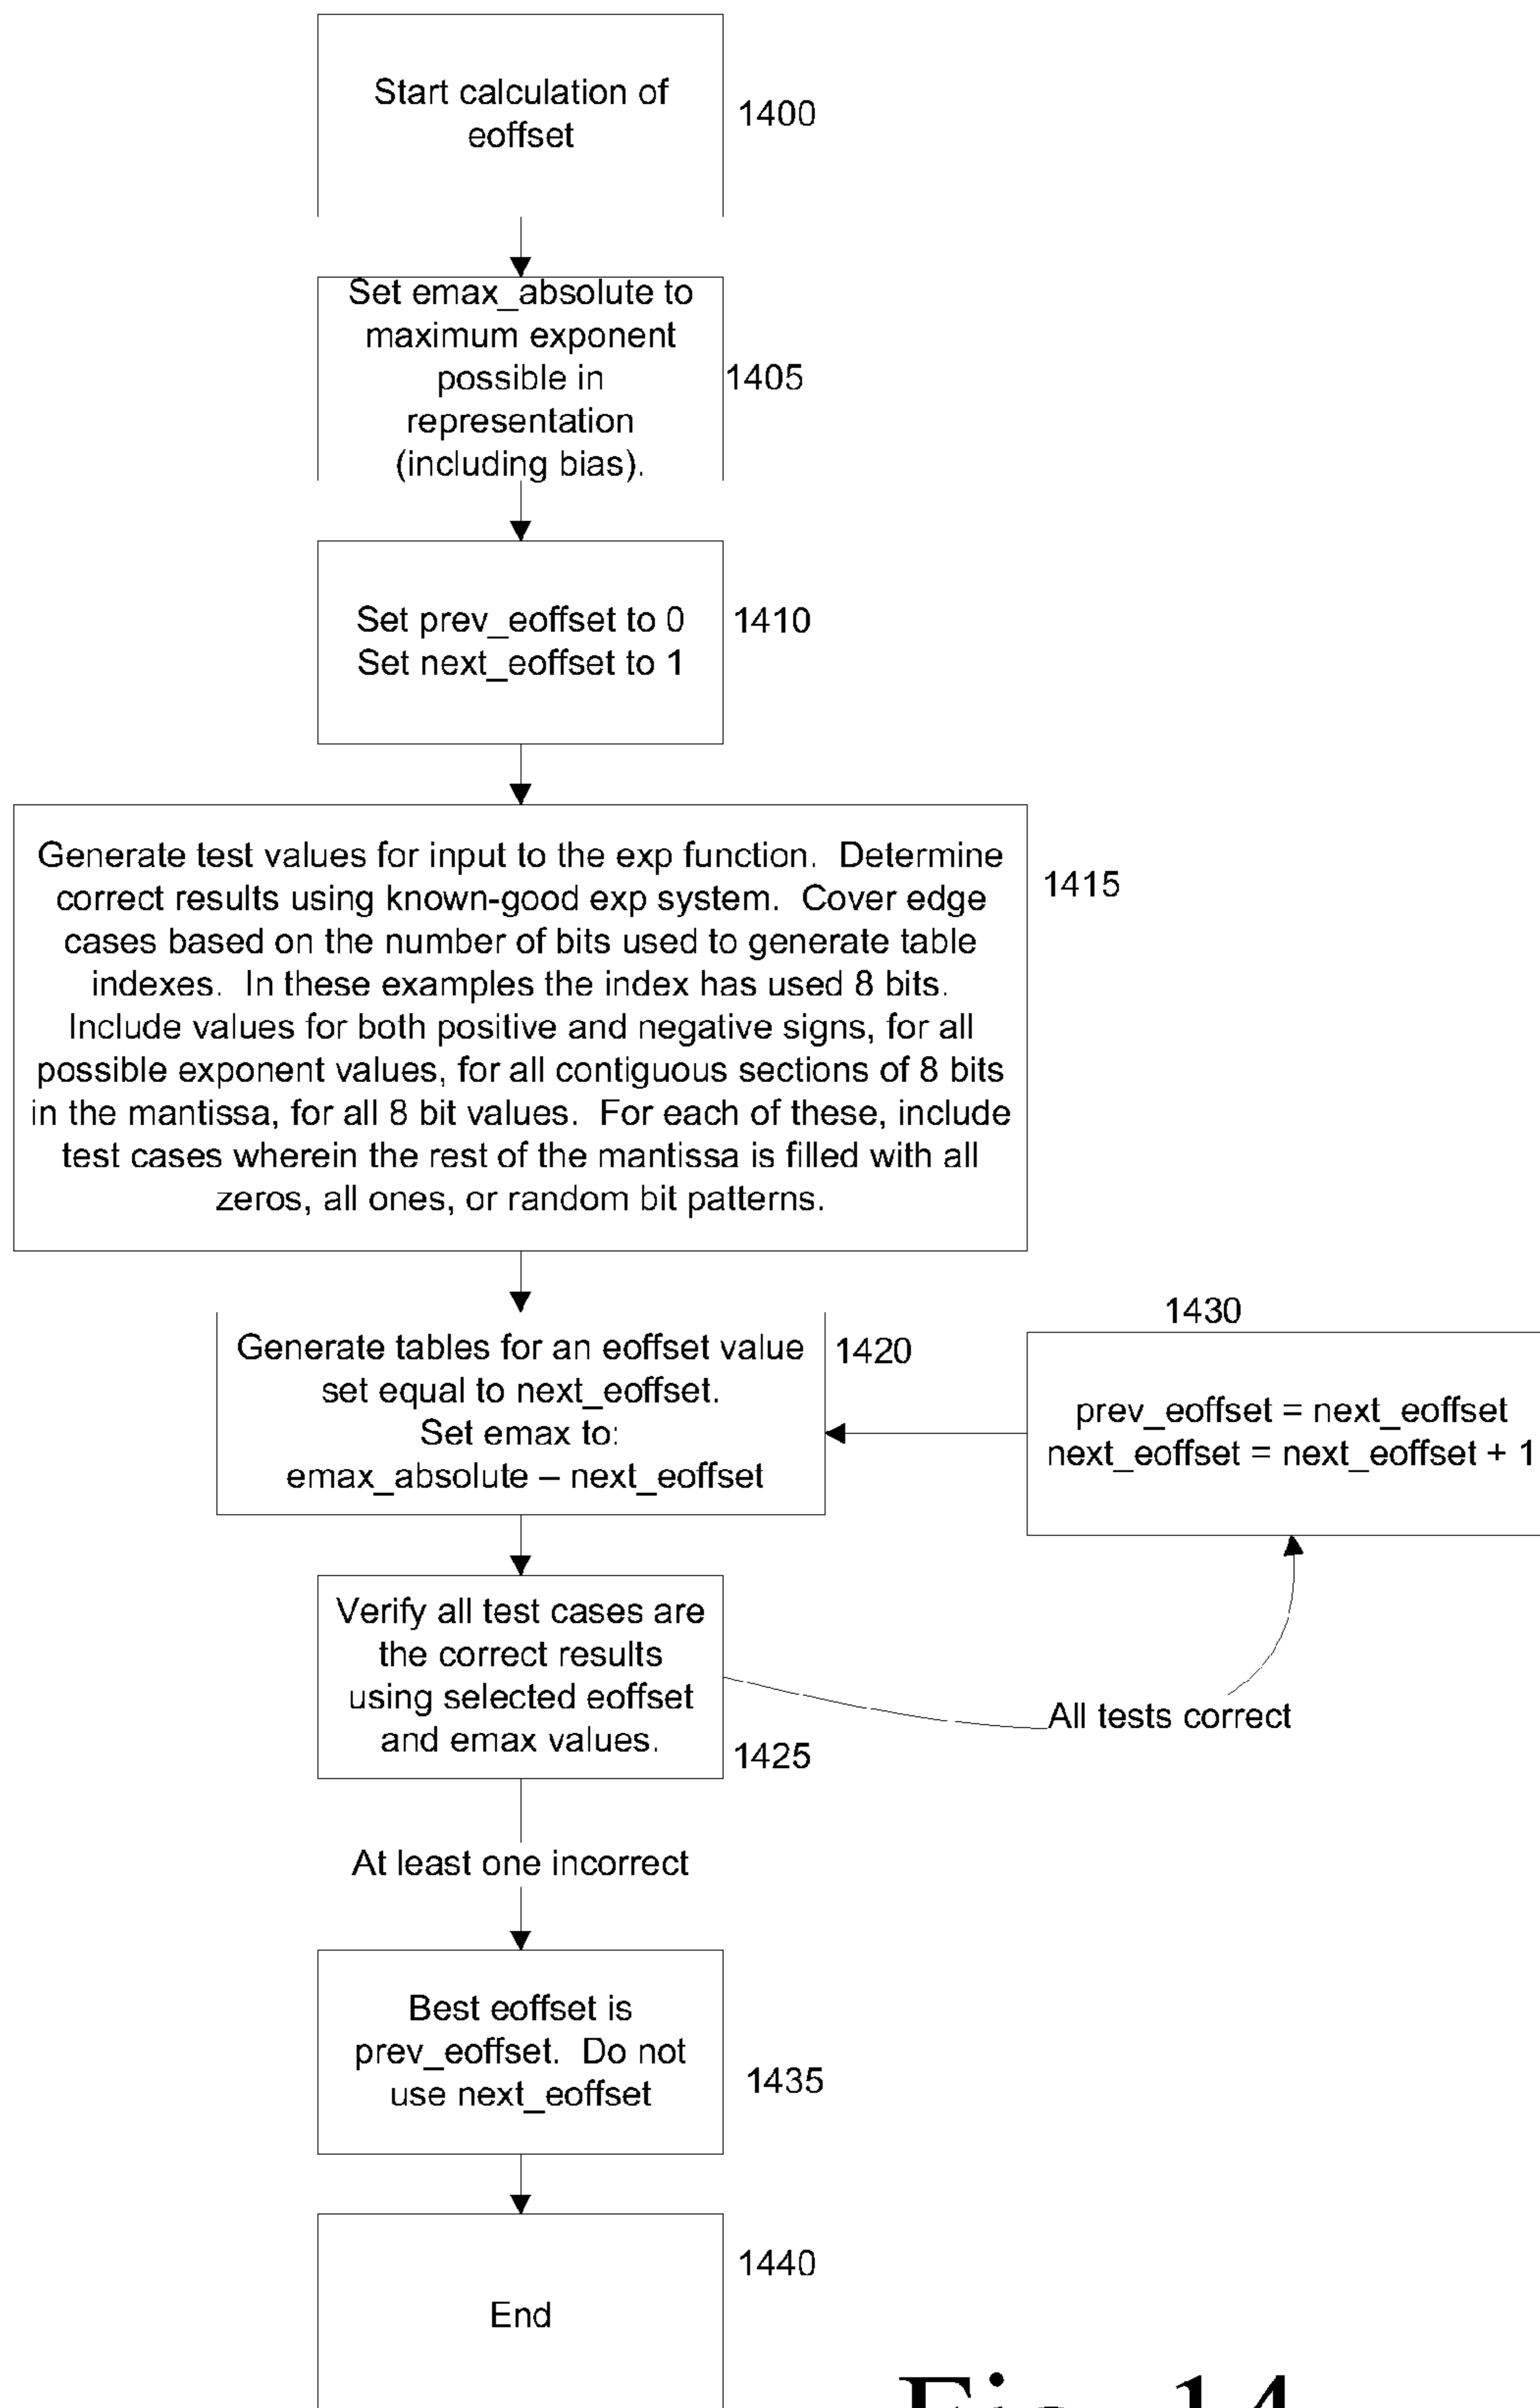 Start calculation of
eoffset
1400
Set emax_absolute to
maximum exponent
possible in
representation
(including bias).
1405
Set prev_eoffset to 0
Set next_eoffset to 1
1410
Generate test values for input to the exp function.  Determine
correct results using known-good exp system.  Cover edge
cases based on the number of bits used to generate table
indexes.  In these examples the index has used 8 bits.
Include values for both positive and negative signs, for all
possible exponent values, for all contiguous sections of 8 bits
in the mantissa, for all 8 bit values.  For each of these, include
test cases wherein the rest of the mantissa is filled with all
zeros, all ones, or random bit patterns.
1415
Generate tables for an eoffset value
set equal to next_eoffset.
Set emax to:
emax_absolute – next_eoffset
1420
1430
prev_eoffset = next_eoffset
next_eoffset = next_eoffset + 1
Verify all test cases are
the correct results
using selected eoffset
and emax values.
1425
All tests correct
At least one incorrect
Best eoffset is
prev_eoffset.  Do not
use next_eoffset
1435
End
1440
Fig. 14